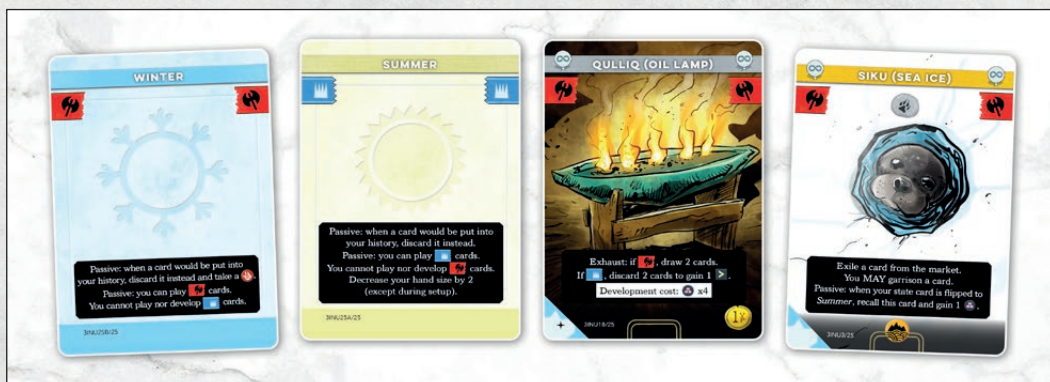 WINTER
Passive: when a card would be put into
your history, discard it instead and take a .
Passive: you can play cards.
You cannot play nor develop cards.
3INU25B/25
SUMMER
Passive: when a card would be put into
your history, discard it instead.
Passive: you can play cards.
You cannot play nor develop cards.
Decrease your hand size by 2
(except during setup).
3INU25A/25
QULLIQ (OIL LAMP)
Exhaust: if , draw 2 cards.
If , discard 2 cards to gain 1 .
Development cost: x4
3INU18/25
SIKU (SEA ICE)
Exile a card from the market.
You MAY garrison a card.
Passive: when your state card is flipped to
Summer, recall this card and gain 1 .
3INU3/25